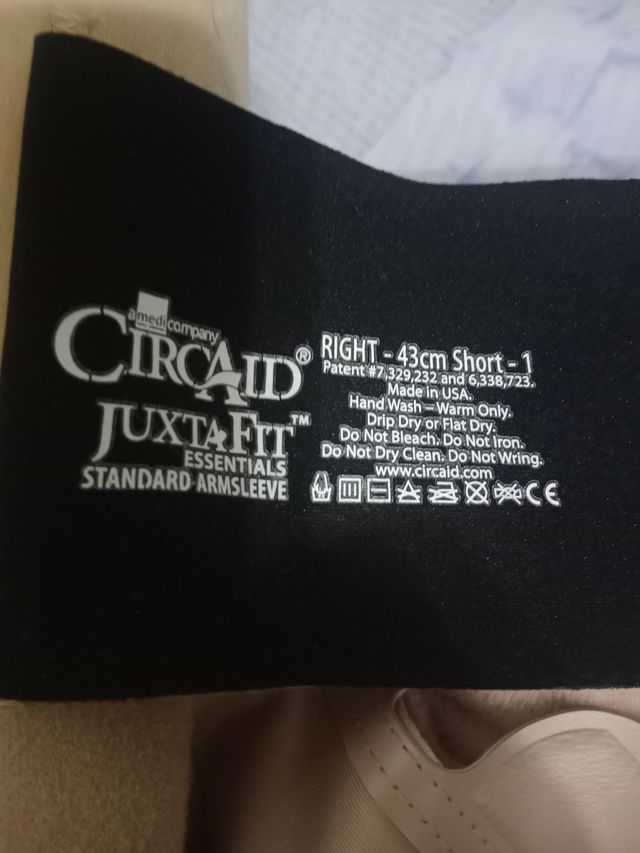 a medi company
CIRCAID®
JUXTAFIT™
ESSENTIALS
STANDARD ARMSLEEVE
RIGHT - 43cm Short - 1
Patent #7,329,232 and 6,338,723.
Made in USA.
Hand Wash – Warm Only.
Drip Dry or Flat Dry.
Do Not Bleach. Do Not Iron.
Do Not Dry Clean. Do Not Wring.
www.circaid.com
CE